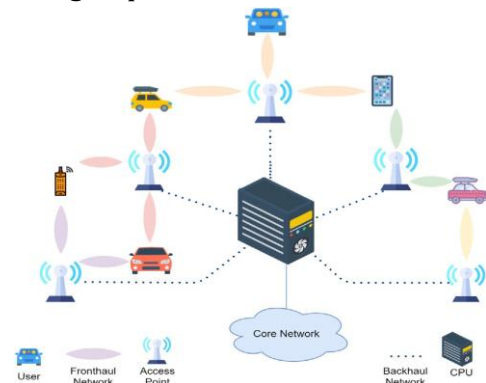 Core Network
User
Fronthaul
Network
Access
Point
Backhaul
Network
CPU